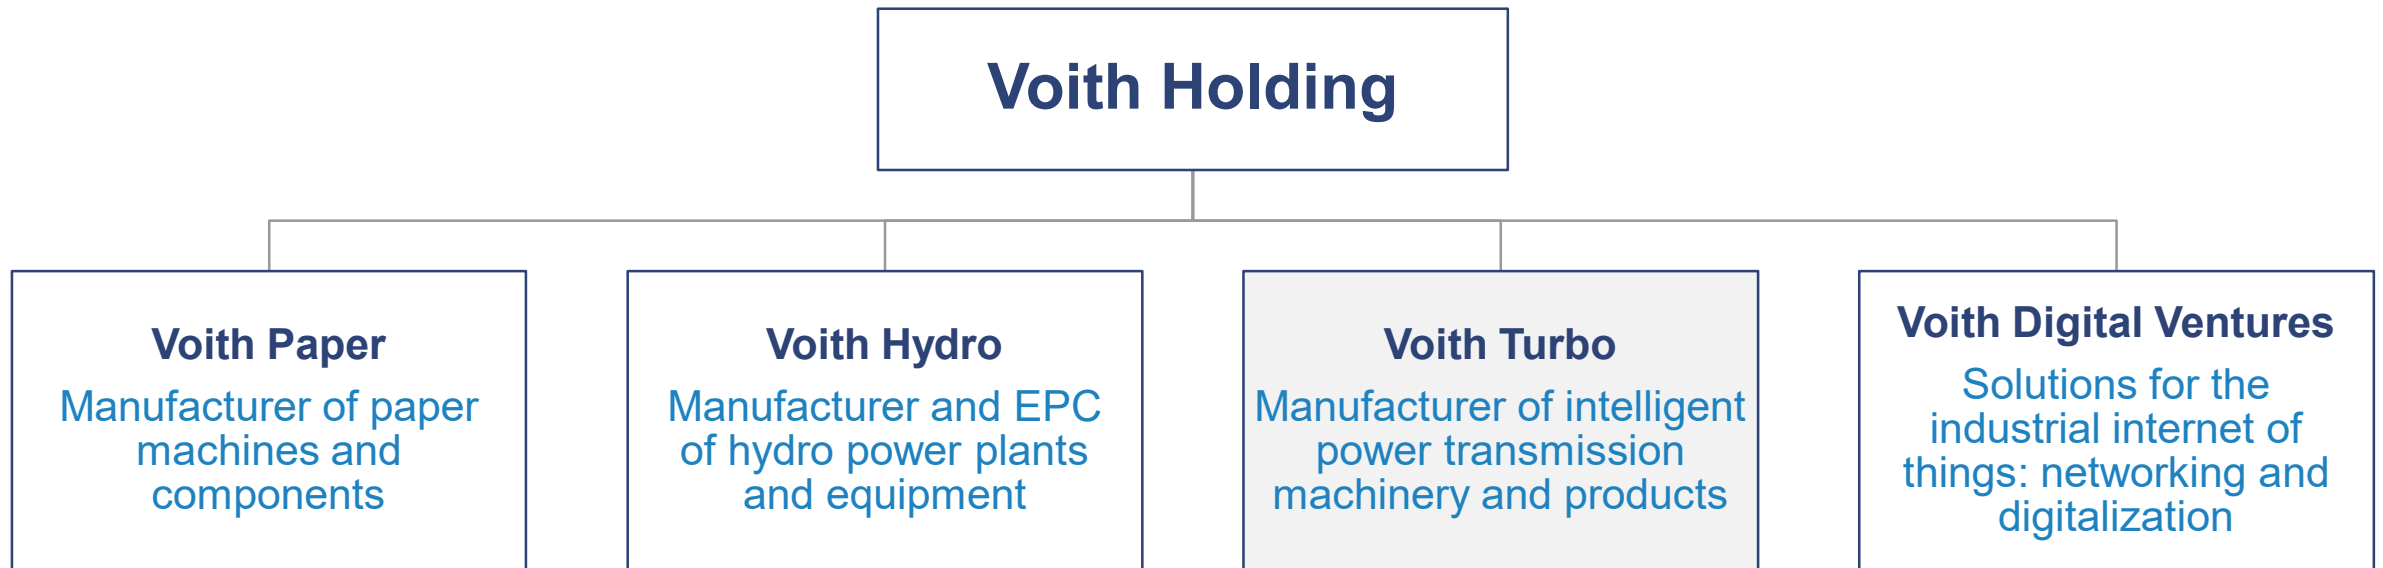 Voith Holding
Voith Paper
Manufacturer of paper
machines and
components
Voith Hydro
Manufacturer and EPC
of hydro power plants
and equipment
Voith Turbo
Manufacturer of intelligent
power transmission
machinery and products
Voith Digital Ventures
Solutions for the
industrial internet of
things: networking and
digitalization